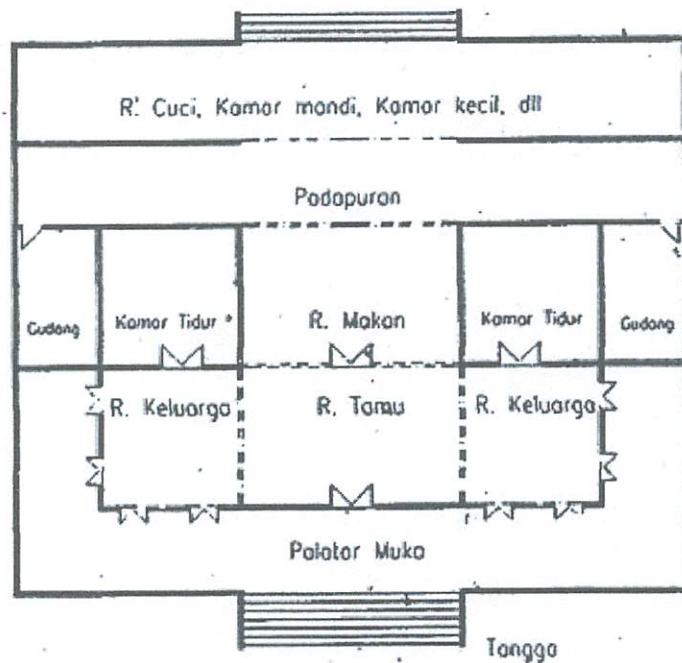 R. Cuci, Kamar mandi, Kamar kecil, dll
Padapuran
Gudang
Kamar Tidur
R. Makan
Kamar Tidur
Gudang
R. Keluarga
R. Tamu
R. Keluarga
Palatar Muka
Tangga